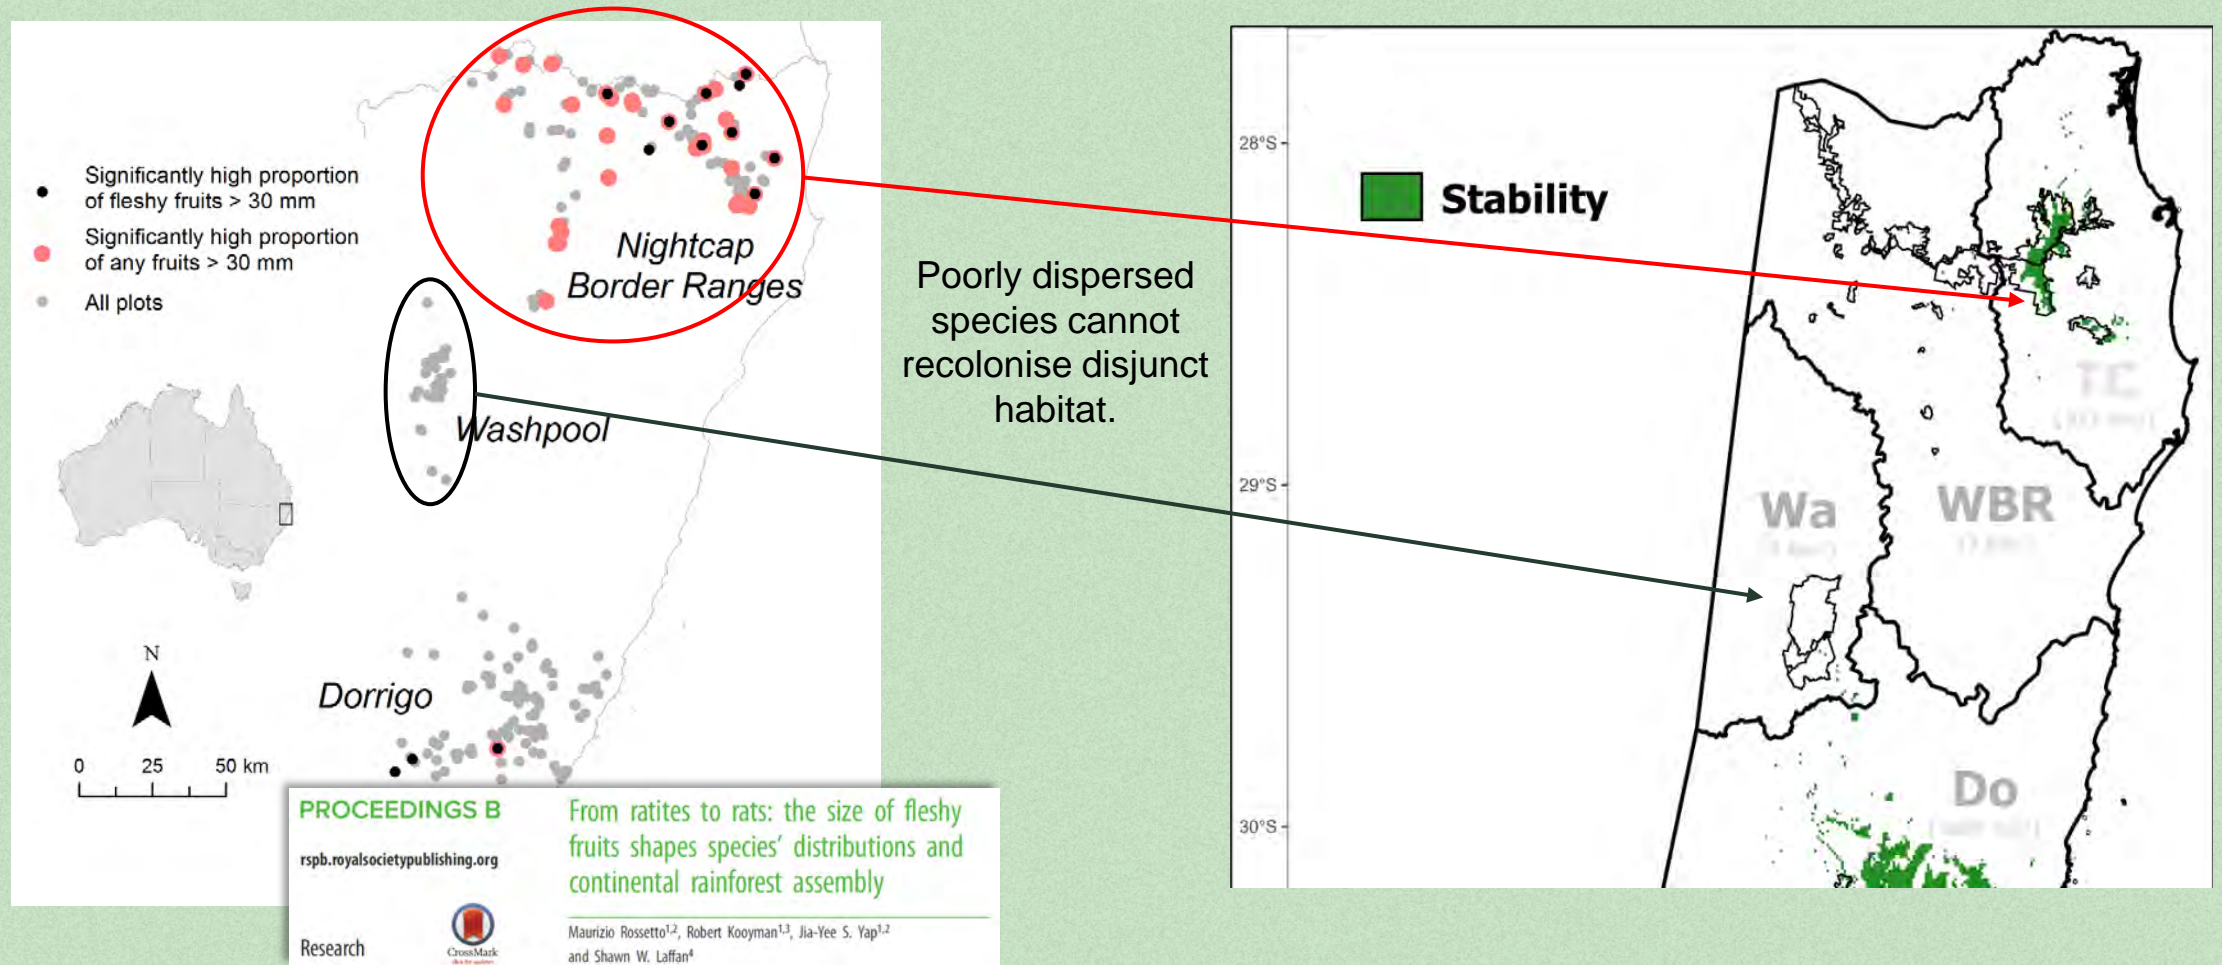 Significantly high proportion
of fleshy fruits > 30 mm
Significantly high proportion
of any fruits > 30 mm
All plots
Nightcap
Border Ranges
Washpool
Dorrigo
N
0 25 50 km
Poorly dispersed
species cannot
recolonise disjunct
habitat.
28°S
29°S
30°S
Stability
TE
Wa
WBR
Do
PROCEEDINGS B
rspb.royalsocietypublishing.org
Research
CrossMark
From ratites to rats: the size of fleshy
fruits shapes species' distributions and
continental rainforest assembly
Maurizio Rossetto1,2, Robert Kooyman1,3, Jia-Yee S. Yap1,2
and Shawn W. Laffan4